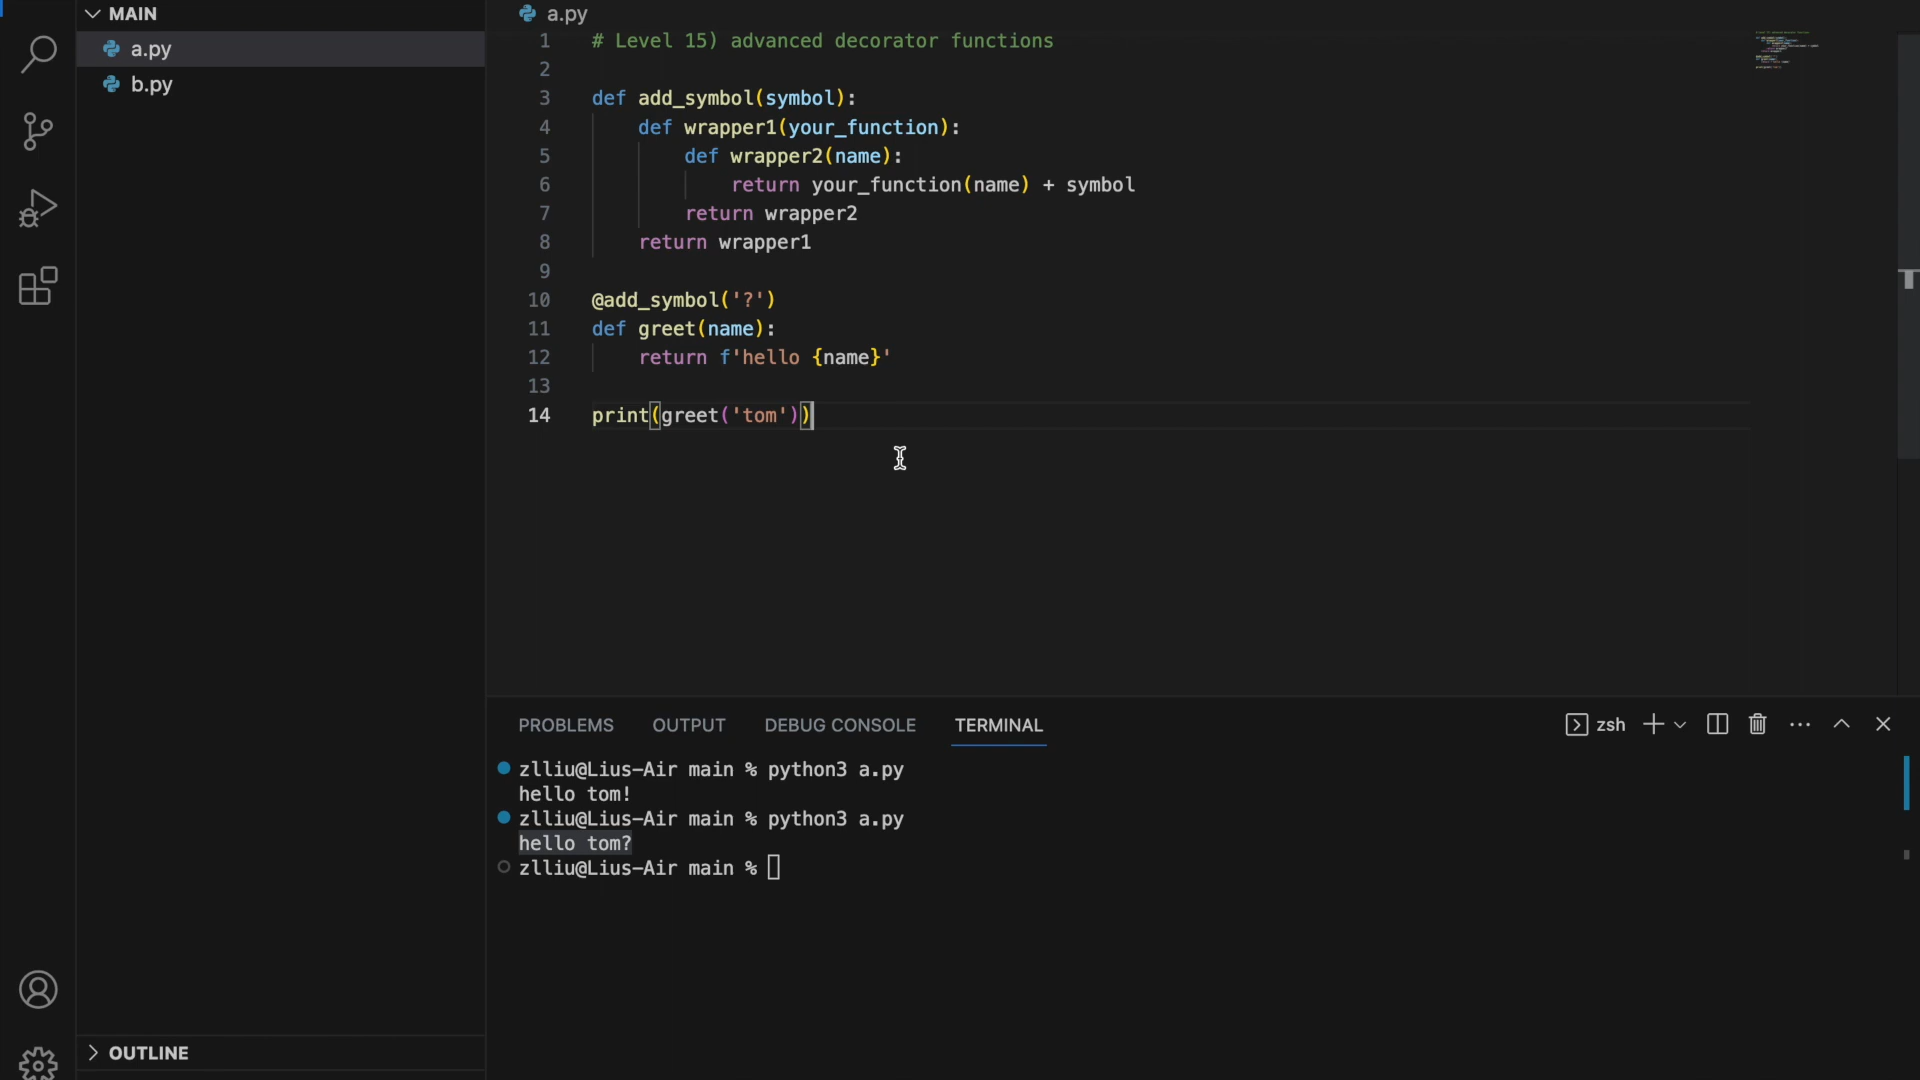 MAIN
a.py
b.py
OUTLINE
a.py
1 # Level 15) advanced decorator functions
2
3 def add_symbol(symbol):
4     def wrapper1(your_function):
5         def wrapper2(name):
6             return your_function(name) + symbol
7         return wrapper2
8     return wrapper1
9
10 @add_symbol('?')
11 def greet(name):
12     return f'hello {name}'
13
14 print(greet('tom'))
PROBLEMS OUTPUT DEBUG CONSOLE TERMINAL zsh
zlliu@Lius-Air main % python3 a.py
hello tom!
zlliu@Lius-Air main % python3 a.py
hello tom?
zlliu@Lius-Air main %